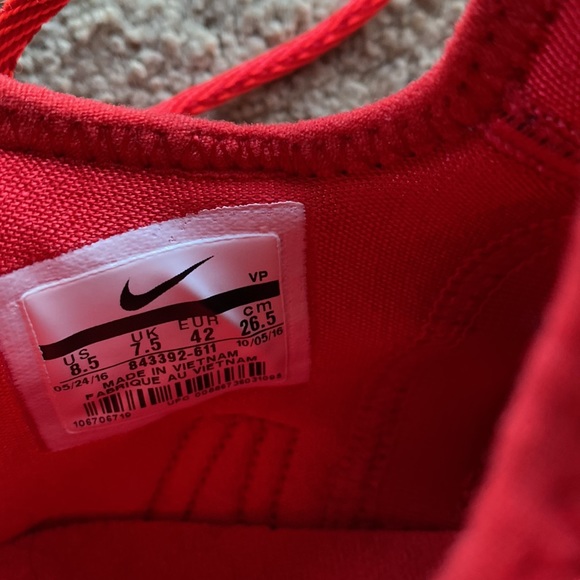 VP
US UK EUR cm
8.5 7.5 42 26.5
05/24/16 843392-611 10/05/16
MADE IN VIETNAM
FABRIQUE AU VIETNAM
106706719